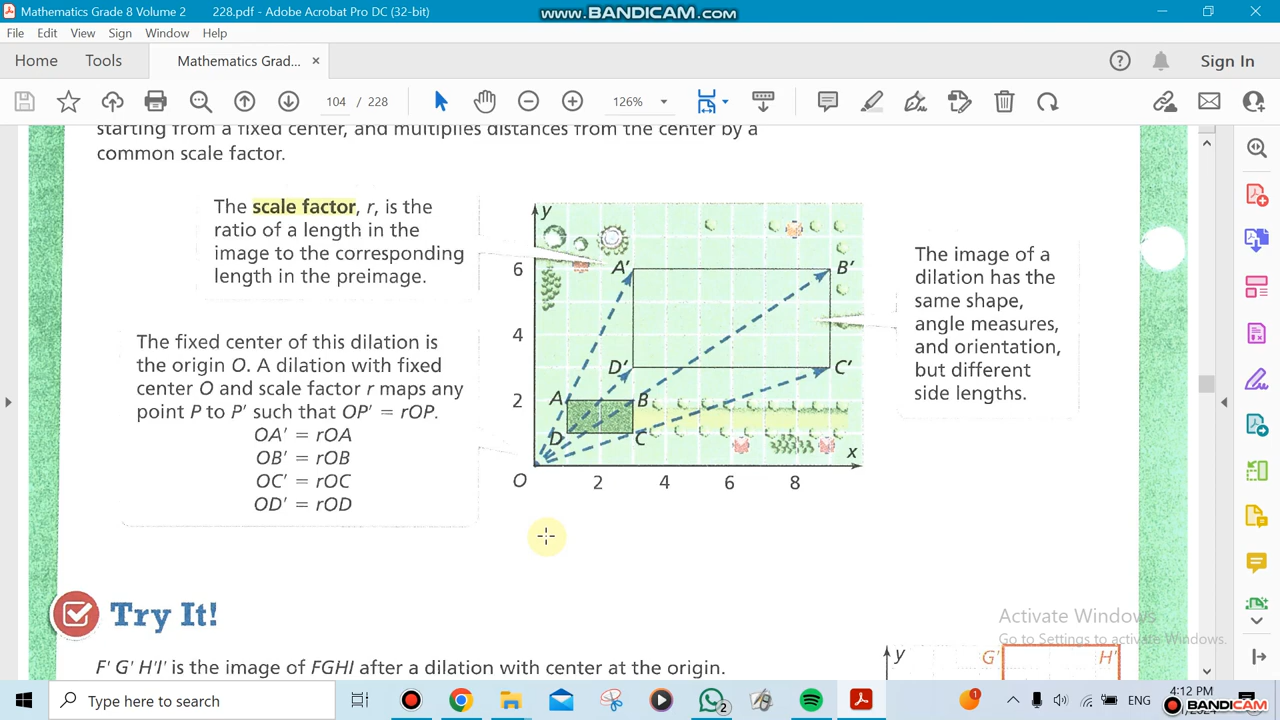 Mathematics Grade 8 Volume 2 228.pdf - Adobe Acrobat Pro DC (32-bit)
www.BANDICAM.com
File Edit View Sign Window Help
Home Tools Mathematics Grad... × Sign In
104 / 228 126%
starting from a fixed center, and multiplies distances from the center by a
common scale factor.
The scale factor, r, is the
ratio of a length in the
image to the corresponding
length in the preimage.
The fixed center of this dilation is
the origin O. A dilation with fixed
center O and scale factor r maps any
point P to P′ such that OP′ = rOP.
OA′ = rOA
OB′ = rOB
OC′ = rOC
OD′ = rOD
y
6 A′ B′
4
D′ C′
2 A B
D C
x
O 2 4 6 8
The image of a
dilation has the
same shape,
angle measures,
and orientation,
but different
side lengths.
Try It!
F′ G′ H′I′ is the image of FGHI after a dilation with center at the origin.
y G′ H′
Activate Windows
Go to Settings to activate Windows.
Type here to search
2
1
ENG
4:12 PM
BANDICAM